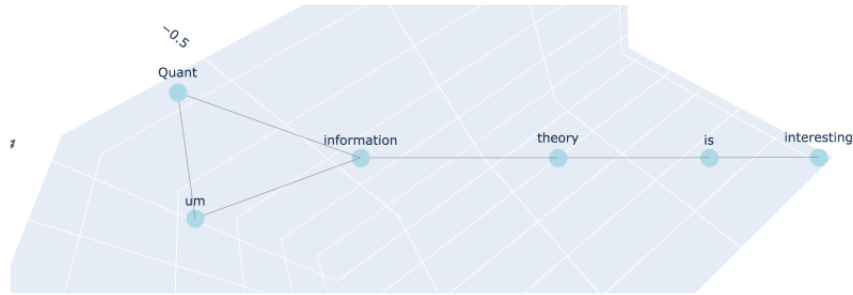 −0.5
Quant
information
theory
is
interesting
um